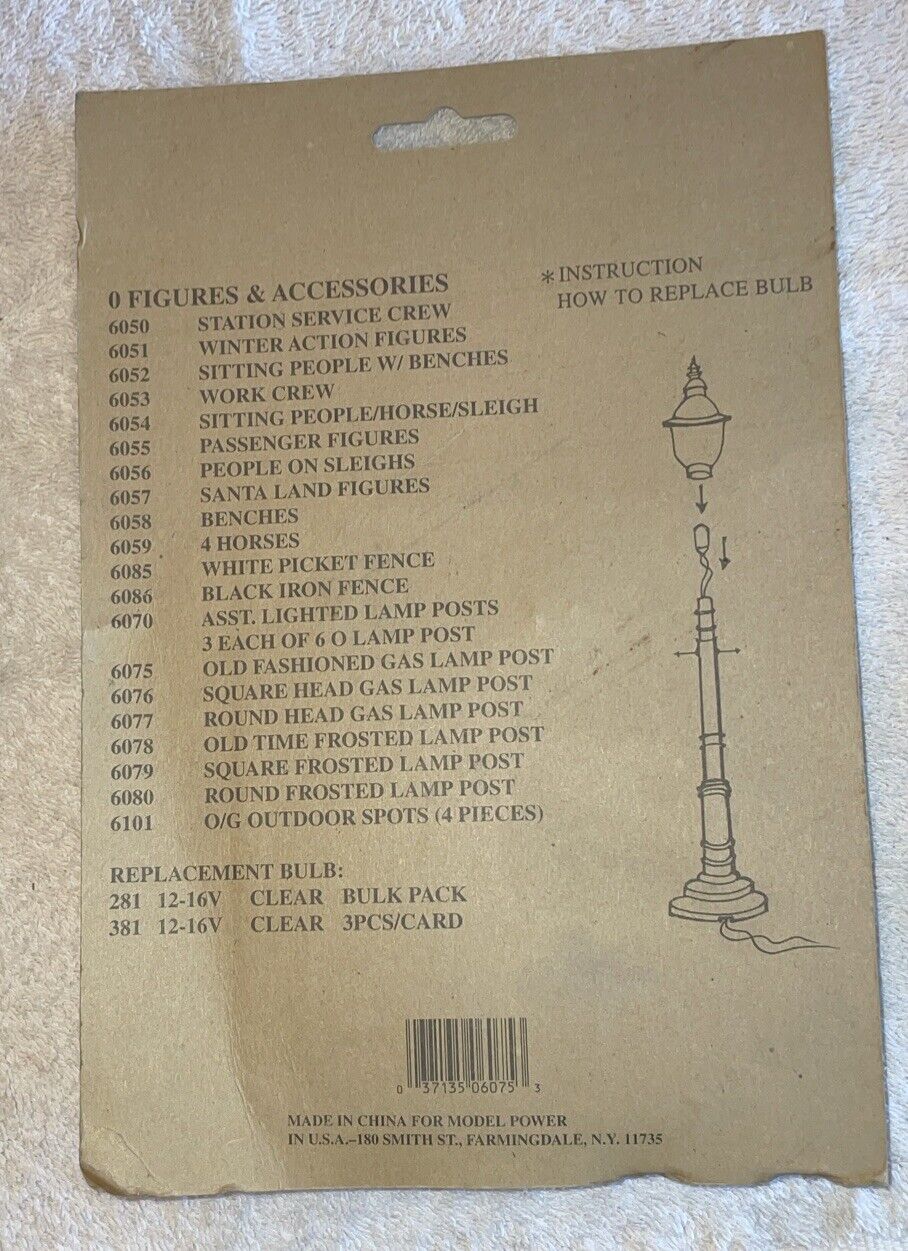 0 FIGURES & ACCESSORIES
6050 STATION SERVICE CREW
6051 WINTER ACTION FIGURES
6052 SITTING PEOPLE W/ BENCHES
6053 WORK CREW
6054 SITTING PEOPLE/HORSE/SLEIGH
6055 PASSENGER FIGURES
6056 PEOPLE ON SLEIGHS
6057 SANTA LAND FIGURES
6058 BENCHES
6059 4 HORSES
6085 WHITE PICKET FENCE
6086 BLACK IRON FENCE
6070 ASST. LIGHTED LAMP POSTS
3 EACH OF 6 O LAMP POST
6075 OLD FASHIONED GAS LAMP POST
6076 SQUARE HEAD GAS LAMP POST
6077 ROUND HEAD GAS LAMP POST
6078 OLD TIME FROSTED LAMP POST
6079 SQUARE FROSTED LAMP POST
6080 ROUND FROSTED LAMP POST
6101 O/G OUTDOOR SPOTS (4 PIECES)
REPLACEMENT BULB:
281 12-16V CLEAR BULK PACK
381 12-16V CLEAR 3PCS/CARD
*INSTRUCTION
HOW TO REPLACE BULB
0 37135 06075 3
MADE IN CHINA FOR MODEL POWER
IN U.S.A.–180 SMITH ST., FARMINGDALE, N.Y. 11735